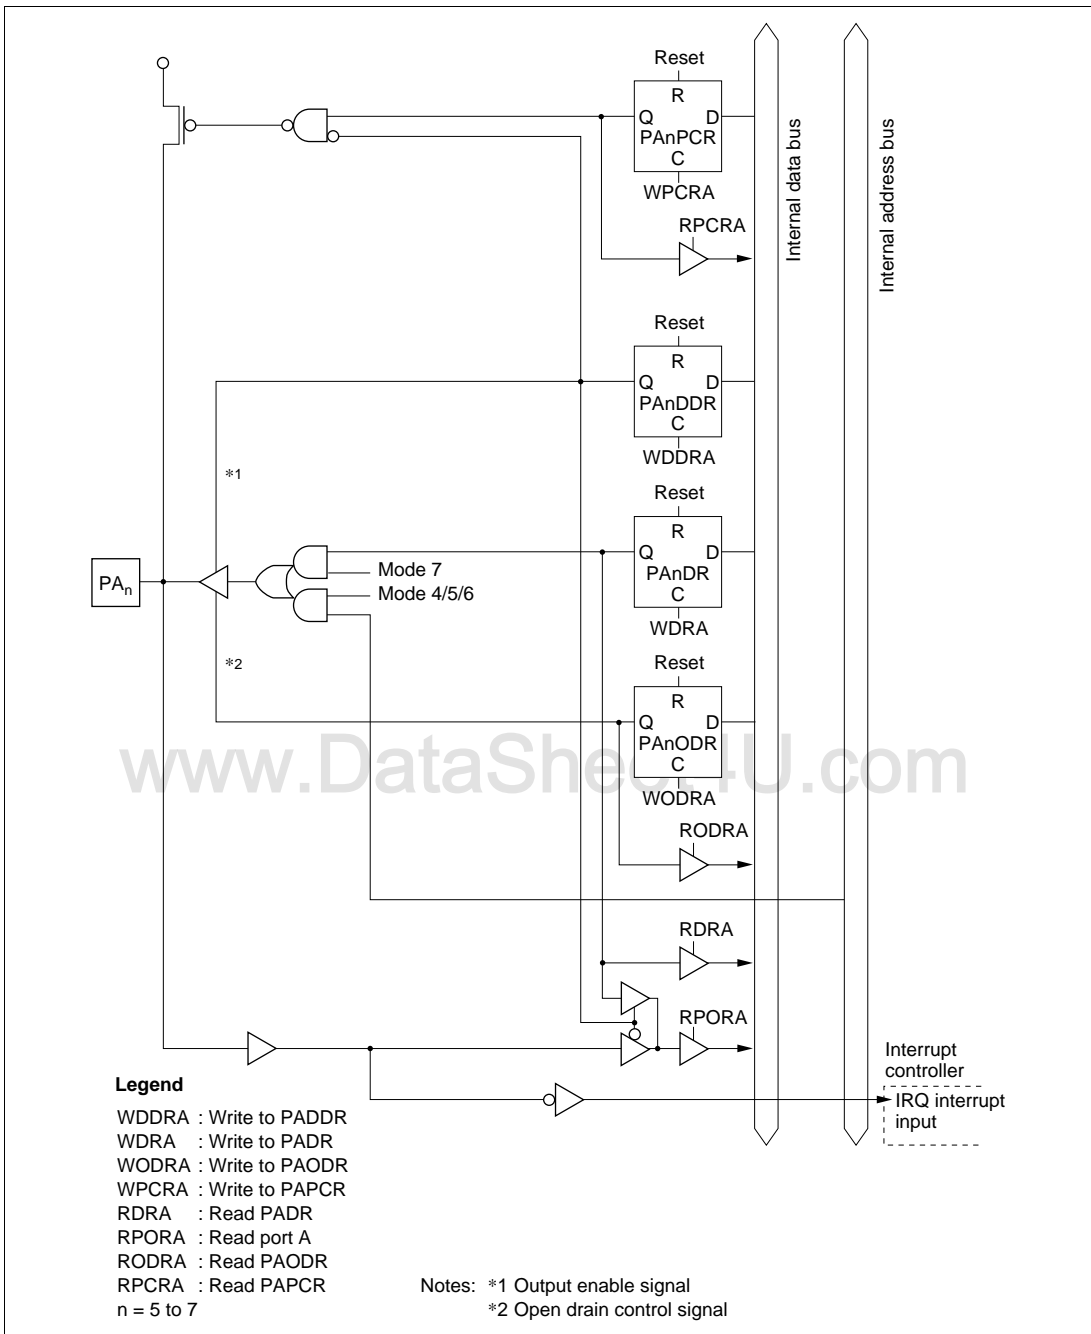 Reset
R
Q D
PAnPCR
C
WPCRA
RPCRA
Internal data bus
Internal address bus
Reset
R
Q D
PAnDDR
C
WDDRA
*1
Reset
R
Q D
PAnDR
C
WDRA
PAn
Mode 7
Mode 4/5/6
*2
Reset
R
Q D
PAnODR
C
WODRA
www.DataSheet4U.com
RODRA
RDRA
RPORA
Interrupt
controller
IRQ interrupt
input
Legend
WDDRA : Write to PADDR
WDRA : Write to PADR
WODRA : Write to PAODR
WPCRA : Write to PAPCR
RDRA : Read PADR
RPORA : Read port A
RODRA : Read PAODR
RPCRA : Read PAPCR
n = 5 to 7
Notes: *1 Output enable signal
*2 Open drain control signal